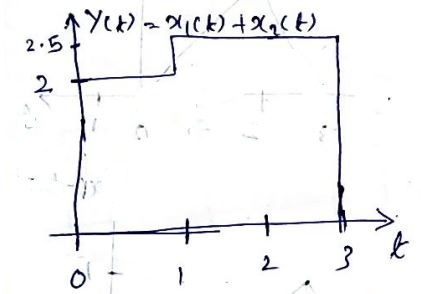 Y(t) = x₁(t) + x₂(t)
2.5
2
0 1 2 3 t